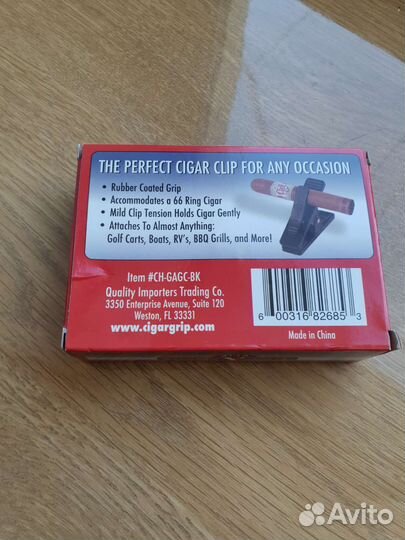 THE PERFECT CIGAR CLIP FOR ANY OCCASION
• Rubber Coated Grip
• Accommodates a 66 Ring Cigar
• Mild Clip Tension Holds Cigar Gently
• Attaches To Almost Anything:
Golf Carts, Boats, RV's, BBQ Grills, and More!
Item #CH-GAGC-BK
Quality Importers Trading Co.
3350 Enterprise Avenue, Suite 120
Weston, FL 33331
www.cigargrip.com
6 00316 82685 3
Made in China
Avito